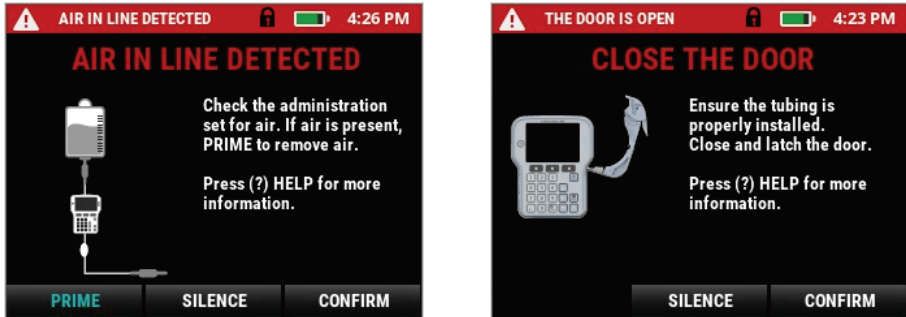 AIR IN LINE DETECTED 4:26 PM
AIR IN LINE DETECTED
Check the administration
set for air. If air is present,
PRIME to remove air.
Press (?) HELP for more
information.
PRIME SILENCE CONFIRM
THE DOOR IS OPEN 4:23 PM
CLOSE THE DOOR
Ensure the tubing is
properly installed.
Close and latch the door.
Press (?) HELP for more
information.
SILENCE CONFIRM